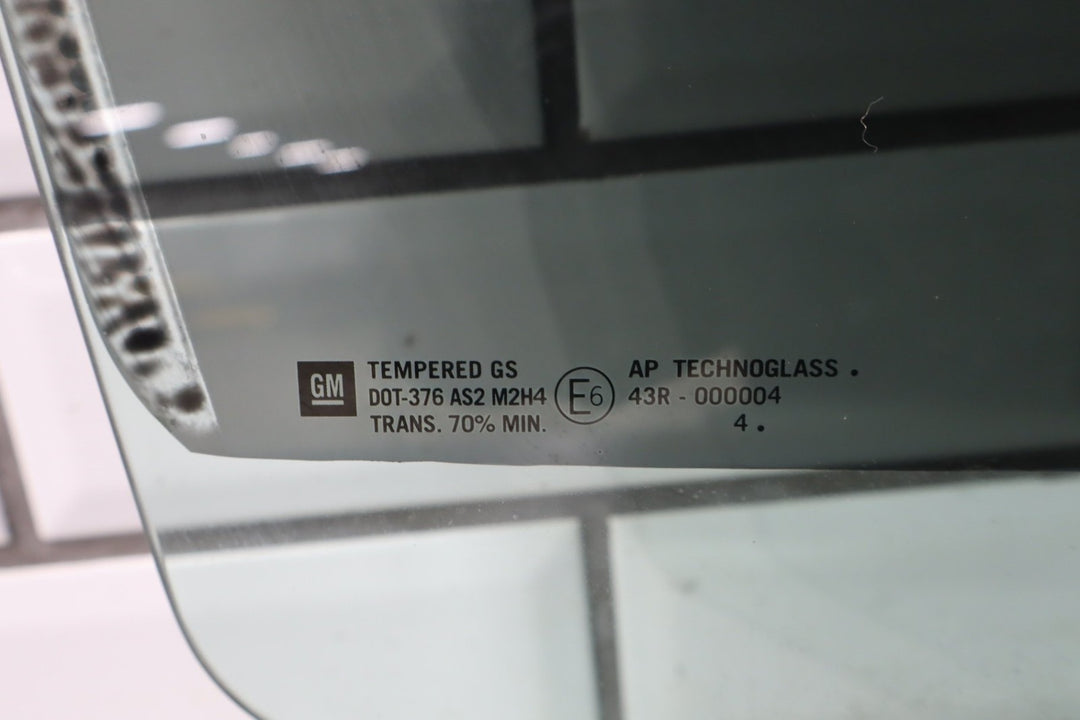 GM
TEMPERED GS
DOT-376 AS2 M2H4
TRANS. 70% MIN.
E6
AP TECHNOGLASS .
43R - 000004
4 .